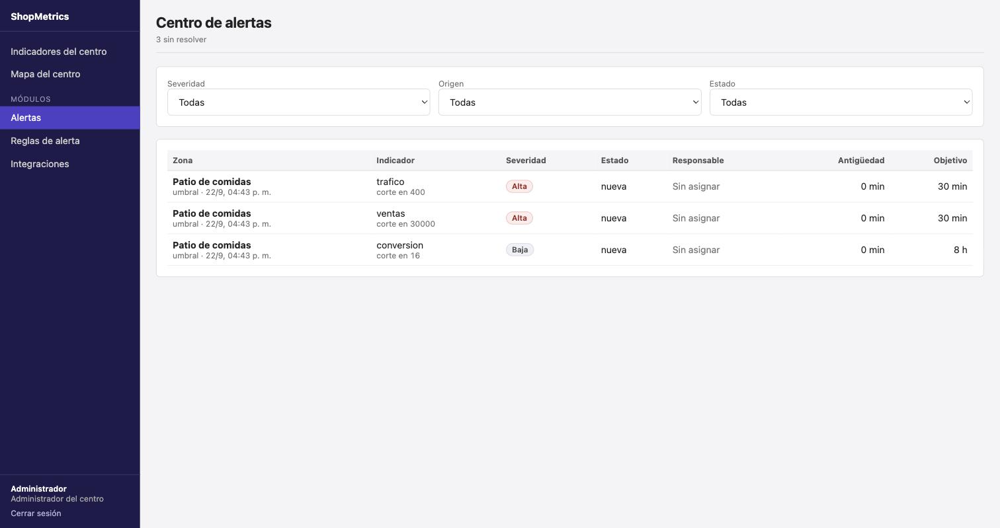 ShopMetrics
Indicadores del centro
Mapa del centro
MÓDULOS
Alertas
Reglas de alerta
Integraciones
Administrador
Administrador del centro
Cerrar sesión
Centro de alertas
3 sin resolver
Severidad Origen Estado
Todas Todas Todas
Zona Indicador Severidad Estado Responsable Antigüedad Objetivo
Patio de comidas trafico Alta nueva Sin asignar 0 min 30 min
umbral · 22/9, 04:43 p. m. corte en 400
Patio de comidas ventas Alta nueva Sin asignar 0 min 30 min
umbral · 22/9, 04:43 p. m. corte en 30000
Patio de comidas conversion Baja nueva Sin asignar 0 min 8 h
umbral · 22/9, 04:43 p. m. corte en 16